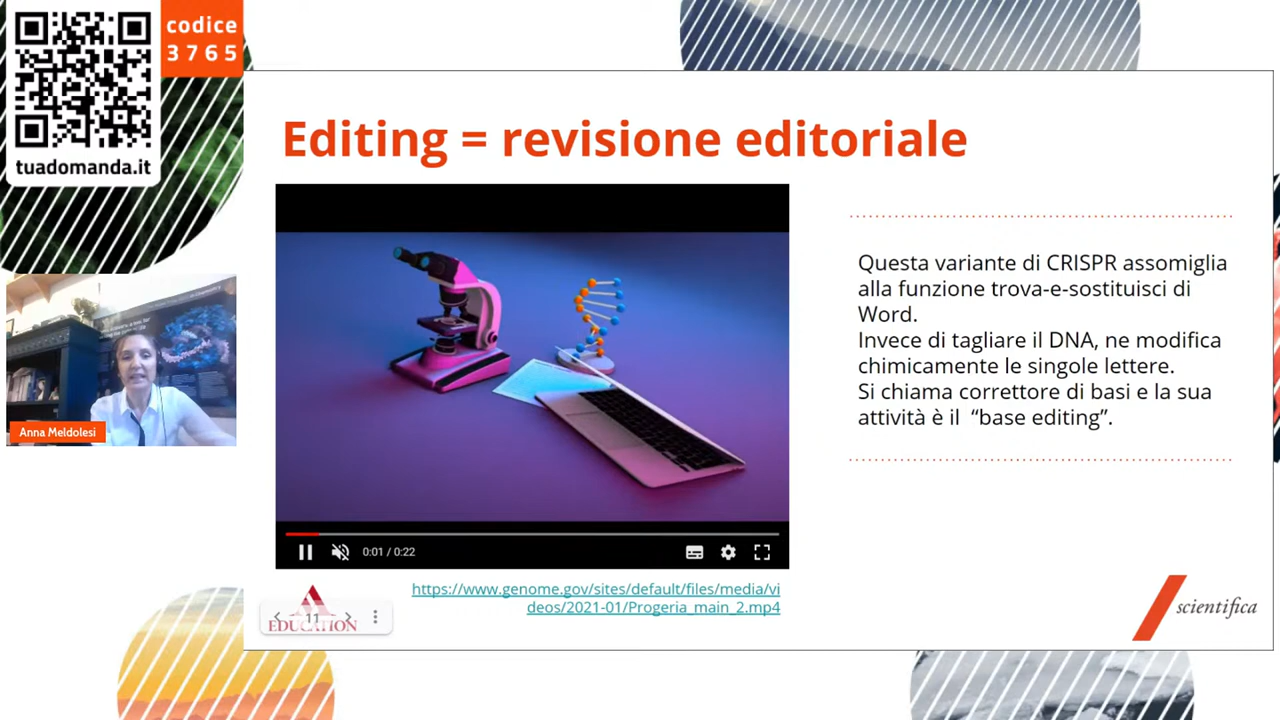 codice
3765
tuadomanda.it
Editing = revisione editoriale
Questa variante di CRISPR assomiglia
alla funzione trova-e-sostituisci di
Word.
Invece di tagliare il DNA, ne modifica
chimicamente le singole lettere.
Si chiama correttore di basi e la sua
attività è il “base editing”.
Anna Meldolesi
0:01 / 0:22
https://www.genome.gov/sites/default/files/media/vi
deos/2021-01/Progeria_main_2.mp4
11
EDUCATION
scientifica